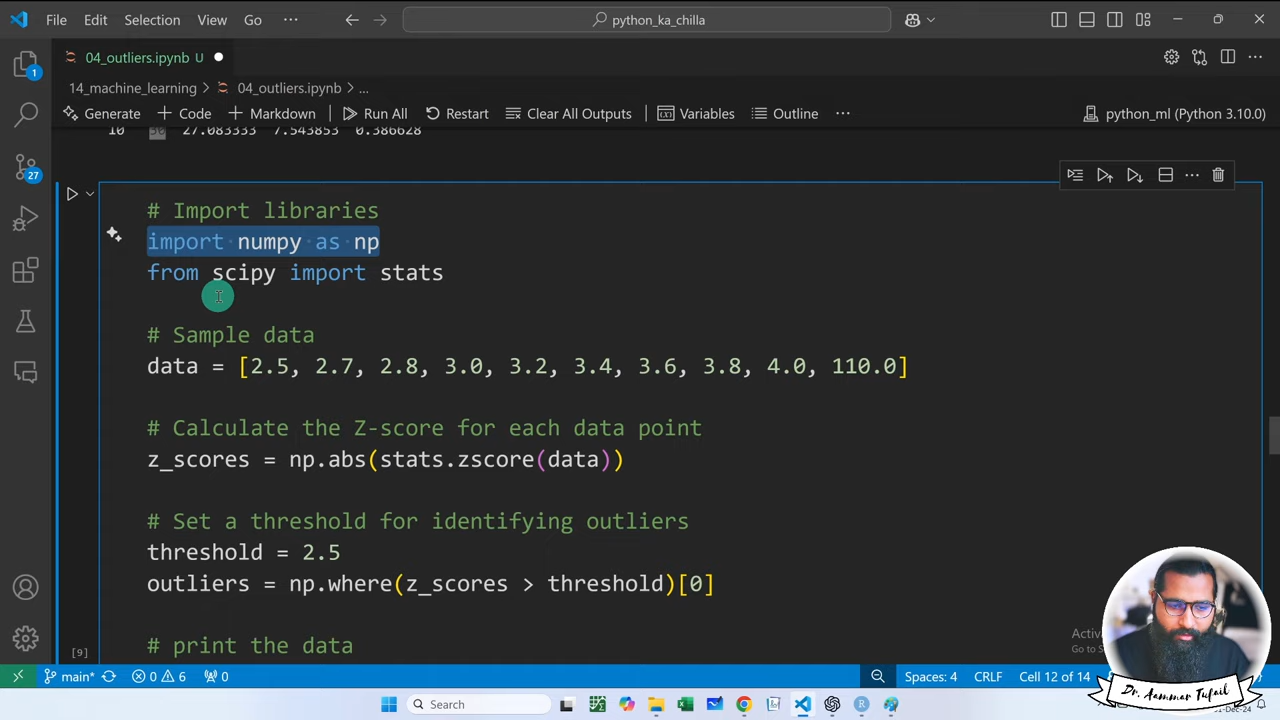 File Edit Selection View Go ··· python_ka_chilla
04_outliers.ipynb U
14_machine_learning > 04_outliers.ipynb > ...
Generate + Code + Markdown Run All Restart Clear All Outputs Variables Outline ··· python_ml (Python 3.10.0)
10 30 27.083333 7.543853 0.386628
# Import libraries
import numpy as np
from scipy import stats
# Sample data
data = [2.5, 2.7, 2.8, 3.0, 3.2, 3.4, 3.6, 3.8, 4.0, 110.0]
# Calculate the Z-score for each data point
z_scores = np.abs(stats.zscore(data))
# Set a threshold for identifying outliers
threshold = 2.5
outliers = np.where(z_scores > threshold)[0]
# print the data
[9]
1
27
main* 0 6 0 Spaces: 4 CRLF Cell 12 of 14
Search
Dr. Aammar Tufail